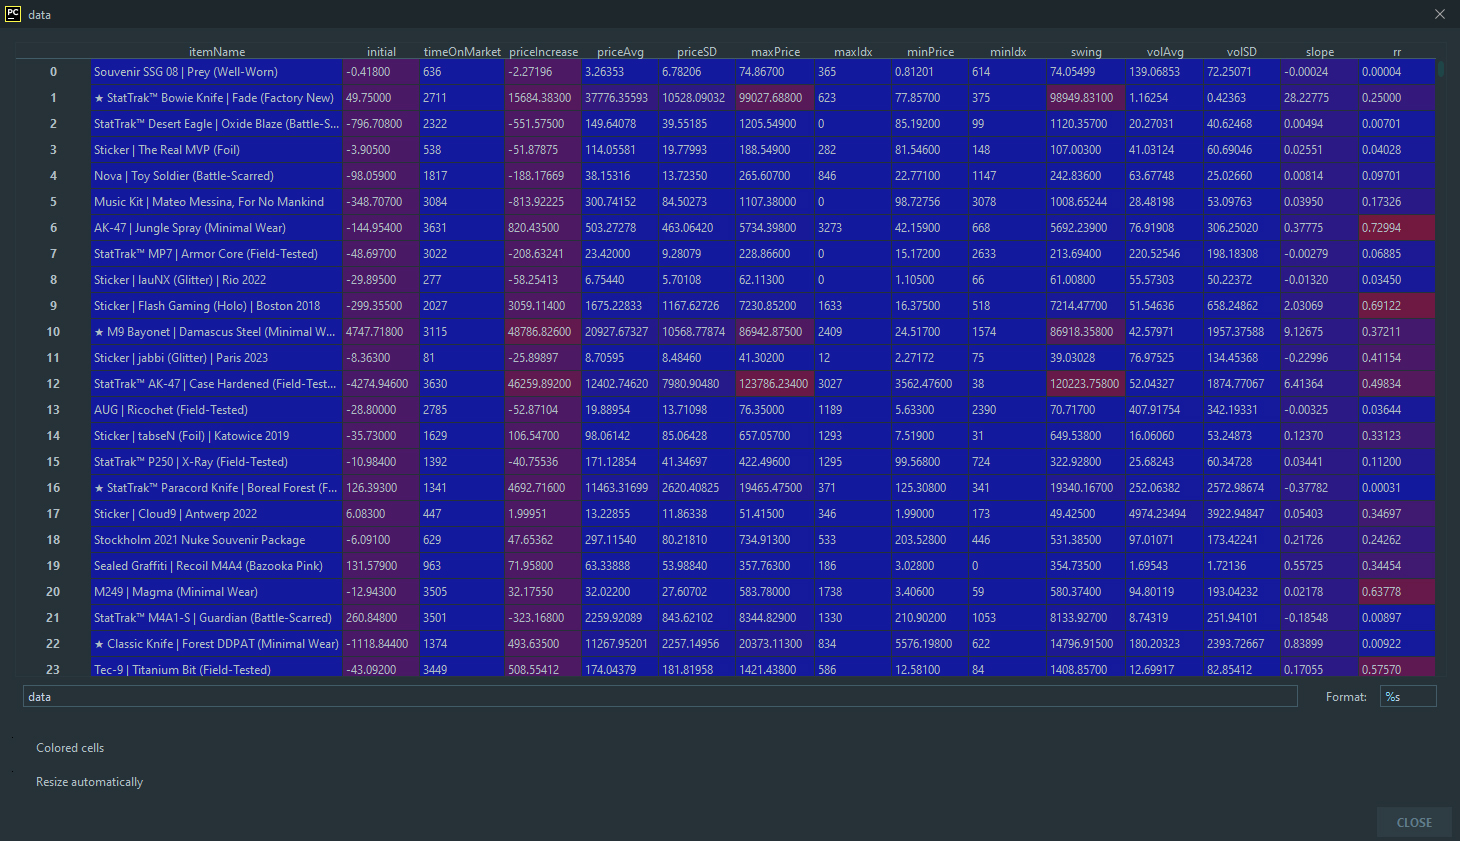 PC data
itemName initial timeOnMarket priceIncrease priceAvg priceSD maxPrice maxIdx minPrice minIdx swing volAvg volSD slope rr
0 Souvenir SSG 08 | Prey (Well-Worn) -0.41800 636 -2.27196 3.26353 6.78206 74.86700 365 0.81201 614 74.05499 139.06853 72.25071 -0.00024 0.00004
1 ★ StatTrak™ Bowie Knife | Fade (Factory New) 49.75000 2711 15684.38300 37776.35593 10528.09032 99027.68800 623 77.85700 375 98949.83100 1.16254 0.42363 28.22775 0.25000
2 StatTrak™ Desert Eagle | Oxide Blaze (Battle-S... -796.70800 2322 -551.57500 149.64078 39.55185 1205.54900 0 85.19200 99 1120.35700 20.27031 40.62468 0.00494 0.00701
3 Sticker | The Real MVP (Foil) -3.90500 538 -51.87875 114.05581 19.77993 188.54900 282 81.54600 148 107.00300 41.03124 60.69046 0.02551 0.04028
4 Nova | Toy Soldier (Battle-Scarred) -98.05900 1817 -188.17669 38.15316 13.72350 265.60700 846 22.77100 1147 242.83600 63.67748 25.02660 0.00814 0.09701
5 Music Kit | Mateo Messina, For No Mankind -348.70700 3084 -813.92225 300.74152 84.50273 1107.38000 0 98.72756 3078 1008.65244 28.48198 53.09763 0.03950 0.17326
6 AK-47 | Jungle Spray (Minimal Wear) -144.95400 3631 820.43500 503.27278 463.06420 5734.39800 3273 42.15900 668 5692.23900 76.91908 306.25020 0.37775 0.72994
7 StatTrak™ MP7 | Armor Core (Field-Tested) -48.69700 3022 -208.63241 23.42000 9.28079 228.86600 0 15.17200 2633 213.69400 220.52546 198.18308 -0.00279 0.06885
8 Sticker | lauNX (Glitter) | Rio 2022 -29.89500 277 -58.25413 6.75440 5.70108 62.11300 0 1.10500 66 61.00800 55.57303 50.22372 -0.01320 0.03450
9 Sticker | Flash Gaming (Holo) | Boston 2018 -299.35500 2027 3059.11400 1675.22833 1167.62726 7230.85200 1633 16.37500 518 7214.47700 51.54636 658.24862 2.03069 0.69122
10 ★ M9 Bayonet | Damascus Steel (Minimal W... 4747.71800 3115 48786.82600 20927.67327 10568.77874 86942.87500 2409 24.51700 1574 86918.35800 42.57971 1957.37588 9.12675 0.37211
11 Sticker | jabbi (Glitter) | Paris 2023 -8.36300 81 -25.89897 8.70595 8.48460 41.30200 12 2.27172 75 39.03028 76.97525 134.45368 -0.22996 0.41154
12 StatTrak™ AK-47 | Case Hardened (Field-Test... -4274.94600 3630 46259.89200 12402.74620 7980.90480 123786.23400 3027 3562.47600 38 120223.75800 52.04327 1874.77067 6.41364 0.49834
13 AUG | Ricochet (Field-Tested) -28.80000 2785 -52.87104 19.88954 13.71098 76.35000 1189 5.63300 2390 70.71700 407.91754 342.19331 -0.00325 0.03644
14 Sticker | tabseN (Foil) | Katowice 2019 -35.73000 1629 106.54700 98.06142 85.06428 657.05700 1293 7.51900 31 649.53800 16.06060 53.24873 0.12370 0.33123
15 StatTrak™ P250 | X-Ray (Field-Tested) -10.98400 1392 -40.75536 171.12854 41.34697 422.49600 1295 99.56800 724 322.92800 25.68243 60.34728 0.03441 0.11200
16 ★ StatTrak™ Paracord Knife | Boreal Forest (F... 126.39300 1341 4692.71600 11463.31699 2620.40825 19465.47500 371 125.30800 341 19340.16700 252.06382 2572.98674 -0.37782 0.00031
17 Sticker | Cloud9 | Antwerp 2022 6.08300 447 1.99951 13.22855 11.86338 51.41500 346 1.99000 173 49.42500 4974.23494 3922.94847 0.05403 0.34697
18 Stockholm 2021 Nuke Souvenir Package -6.09100 629 47.65362 297.11540 80.21810 734.91300 533 203.52800 446 531.38500 97.01071 173.42241 0.21726 0.24262
19 Sealed Graffiti | Recoil M4A4 (Bazooka Pink) 131.57900 963 71.95800 63.33888 53.98840 357.76300 186 3.02800 0 354.73500 1.69543 1.72136 0.55725 0.34454
20 M249 | Magma (Minimal Wear) -12.94300 3505 32.17550 32.02200 27.60702 583.78000 1738 3.40600 59 580.37400 94.80119 193.04232 0.02178 0.63778
21 StatTrak™ M4A1-S | Guardian (Battle-Scarred) 260.84800 3501 -323.16800 2259.92089 843.62102 8344.82900 1330 210.90200 1053 8133.92700 8.74319 251.94101 -0.18548 0.00897
22 ★ Classic Knife | Forest DDPAT (Minimal Wear) -1118.84400 1374 493.63500 11967.95201 2257.14956 20373.11300 834 5576.19800 622 14796.91500 180.20323 2393.72667 0.83899 0.00922
23 Tec-9 | Titanium Bit (Field-Tested) -43.09200 3449 508.55412 174.04379 181.81958 1421.43800 586 12.58100 84 1408.85700 12.69917 82.85412 0.17055 0.57570
data Format: %s
Colored cells
Resize automatically
CLOSE